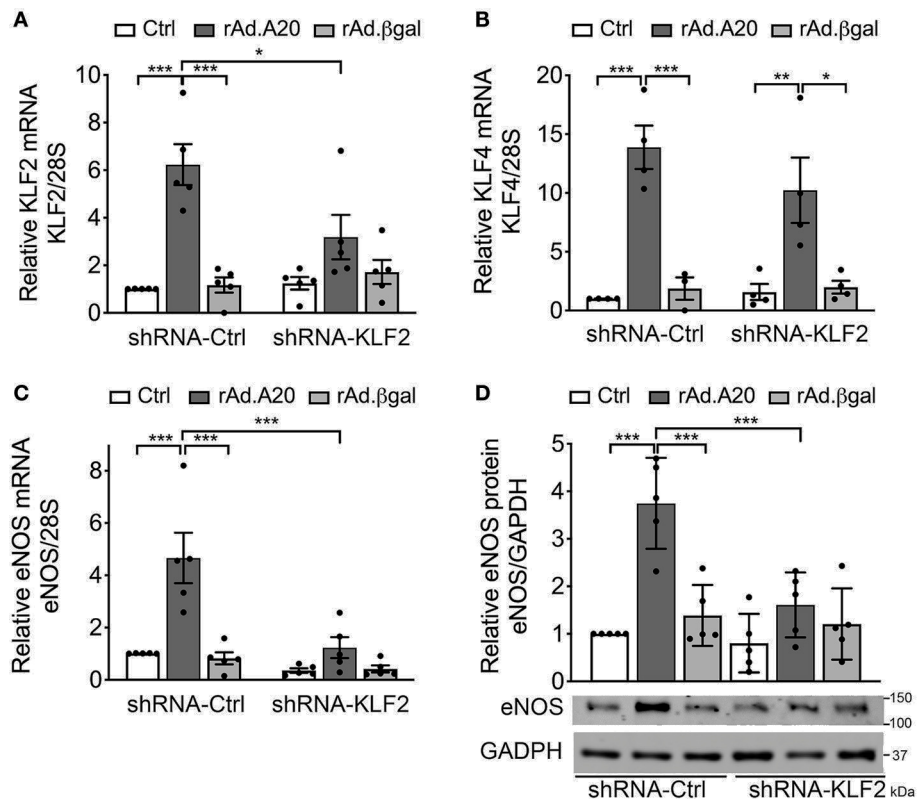 A
Ctrl rAd.A20 rAd.βgal
*
*** ***
Relative KLF2 mRNA
KLF2/28S
10
8
6
4
2
0
shRNA-Ctrl shRNA-KLF2
B
Ctrl rAd.A20 rAd.βgal
*** *** ** *
Relative KLF4 mRNA
KLF4/28S
20
15
10
5
0
shRNA-Ctrl shRNA-KLF2
C
Ctrl rAd.A20 rAd.βgal
***
*** ***
Relative eNOS mRNA
eNOS/28S
8
6
4
2
0
shRNA-Ctrl shRNA-KLF2
D
Ctrl rAd.A20 rAd.βgal
*** *** ***
Relative eNOS protein
eNOS/GAPDH
5
4
3
2
1
0
eNOS
150
100
GADPH
37
shRNA-Ctrl shRNA-KLF2 kDa